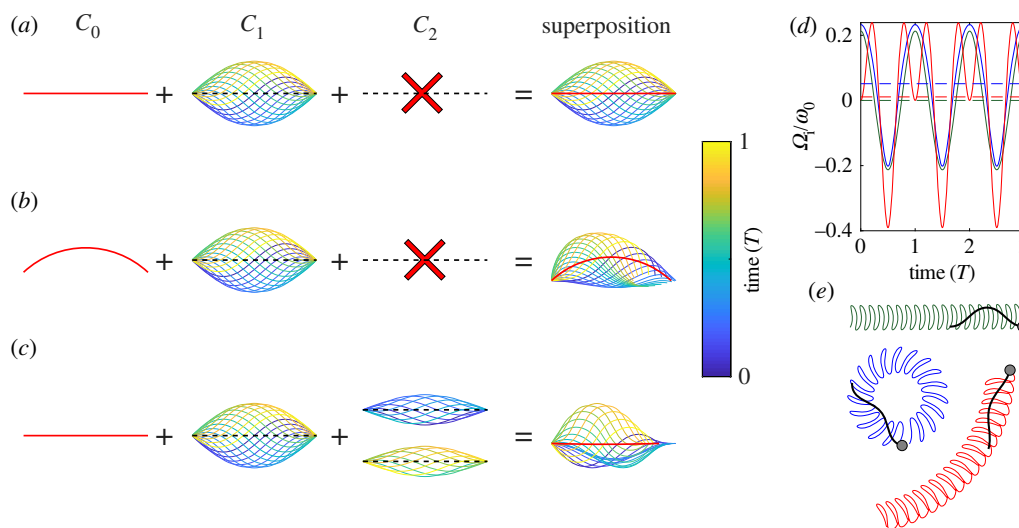 (a) C₀ C₁ C₂ superposition
+ + =
(b)
+ + =
(c)
+ + =
1
time (T)
0
(d)
0.2
0
−0.2
−0.4
Ωᵢ/ω₀
0 1 2
time (T)
(e)